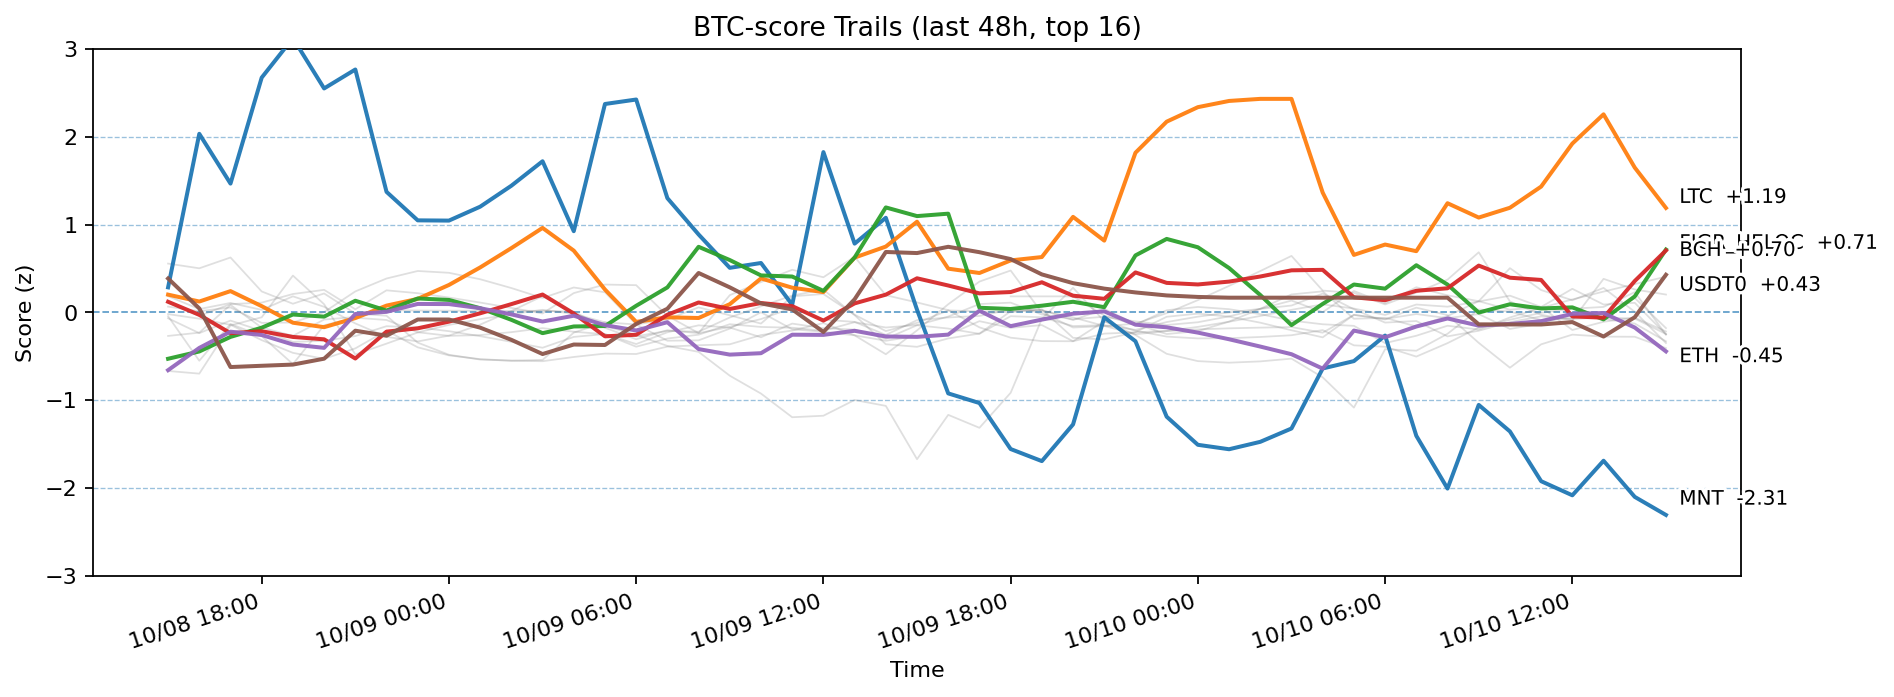 BTC-score Trails (last 48h, top 16)
Score (z)
3
2
1
0
−1
−2
−3
LTC +1.19
+0.71
BCH +0.70
USDT0 +0.43
ETH -0.45
MNT -2.31
10/08 18:00
10/09 00:00
10/09 06:00
10/09 12:00
10/09 18:00
10/10 00:00
10/10 06:00
10/10 12:00
Time